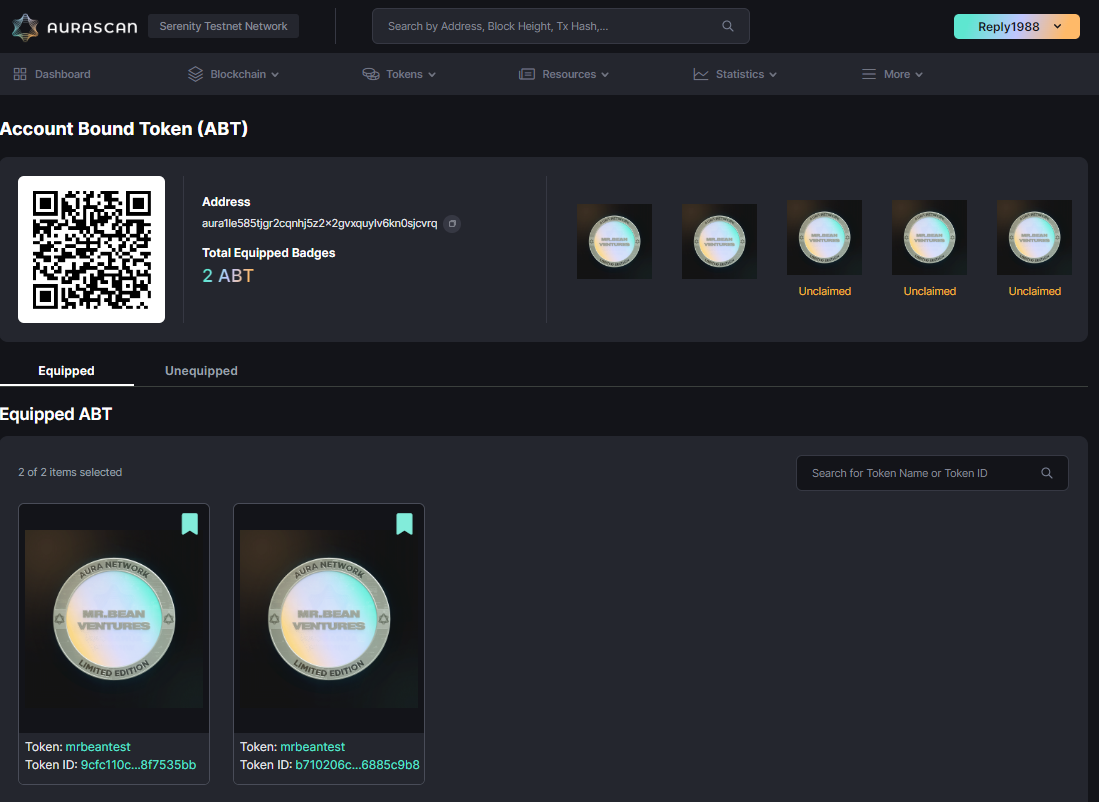 AURASCAN
Serenity Testnet Network
Search by Address, Block Height, Tx Hash,...
Reply1988
Dashboard
Blockchain
Tokens
Resources
Statistics
More
Account Bound Token (ABT)
Address
aura1le585tjgr2cqnhj5z2x2gvxquylv6kn0sjcvrq
Total Equipped Badges
2 ABT
MR.BEAN
VENTURES
MR.BEAN
VENTURES
MR.BEAN
VENTURES
MR.BEAN
VENTURES
MR.BEAN
VENTURES
Unclaimed
Unclaimed
Unclaimed
Equipped
Unequipped
Equipped ABT
2 of 2 items selected
Search for Token Name or Token ID
AURA NETWORK
MR.BEAN
VENTURES
LIMITED EDITION
Token: mrbeantest
Token ID: 9cfc110c...8f7535bb
AURA NETWORK
MR.BEAN
VENTURES
LIMITED EDITION
Token: mrbeantest
Token ID: b710206c...6885c9b8